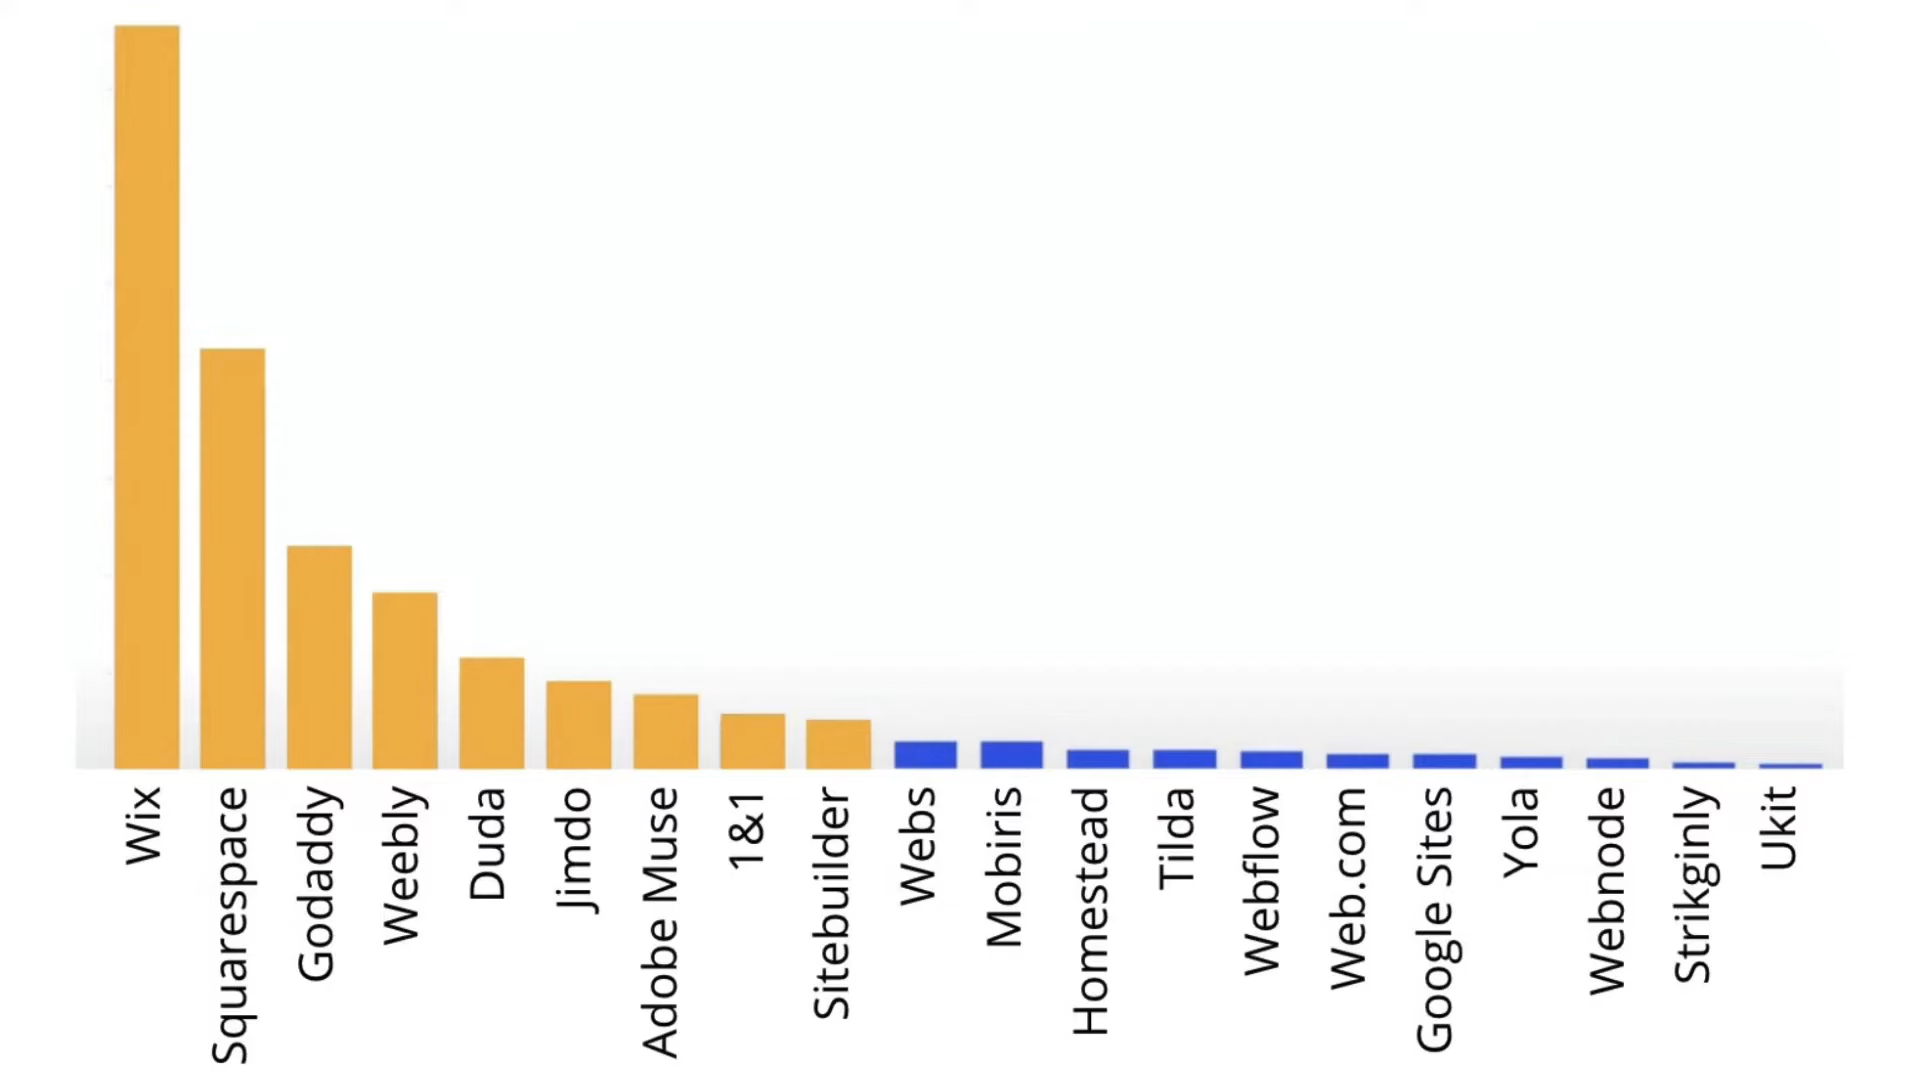 Wix
Squarespace
Godaddy
Weebly
Duda
Jimdo
Adobe Muse
1&1
Sitebuilder
Webs
Mobiris
Homestead
Tilda
Webflow
Web.com
Google Sites
Yola
Webnode
Strikginly
Ukit